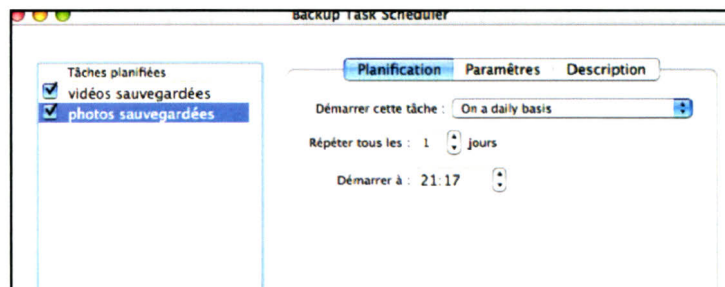 Backup Task Scheduler
Tâches planifiées
vidéos sauvegardées
photos sauvegardées
Planification Paramêtres Description
Démarrer cette tâche : On a daily basis
Répéter tous les : 1 jours
Démarrer à : 21:17